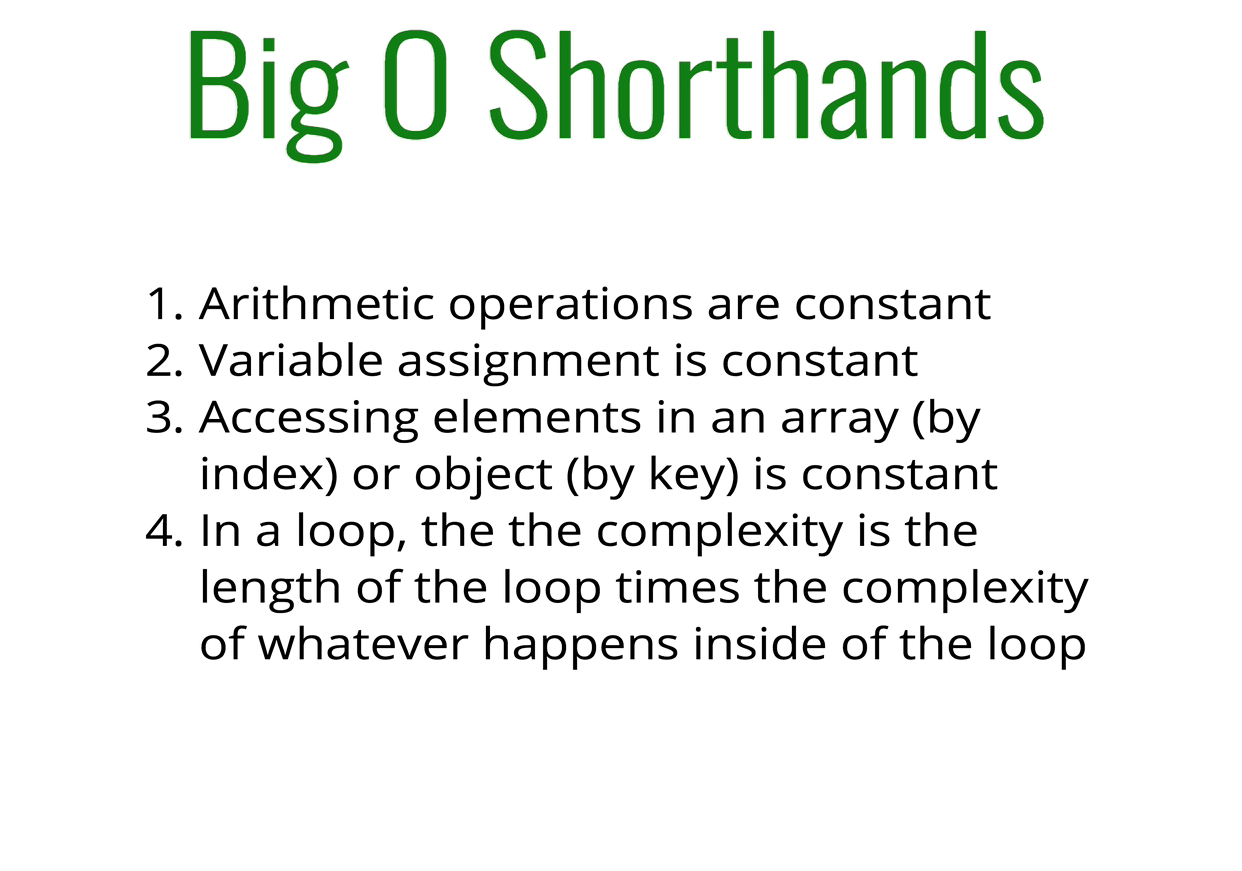 Big O Shorthands
1. Arithmetic operations are constant
2. Variable assignment is constant
3. Accessing elements in an array (by
index) or object (by key) is constant
4. In a loop, the the complexity is the
length of the loop times the complexity
of whatever happens inside of the loop